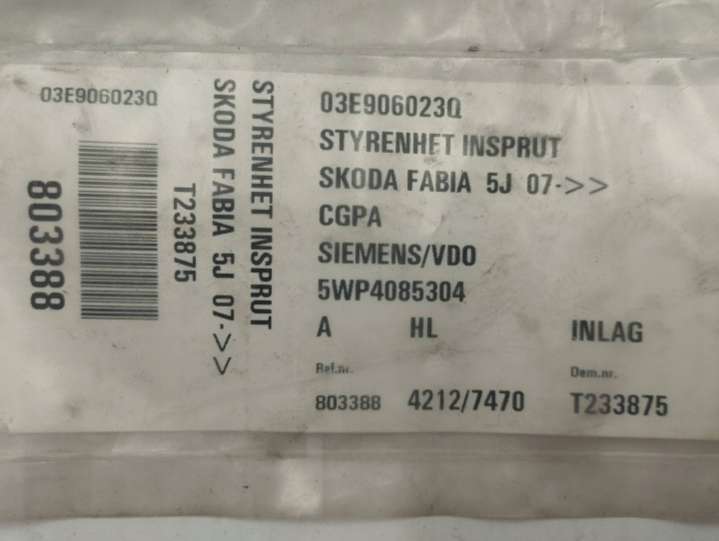 03E906023Q
803388
T233875
SKODA FABIA 5J 07->>
STYRENHET INSPRUT
03E906023Q
STYRENHET INSPRUT
SKODA FABIA 5J 07->>
CGPA
SIEMENS/VDO
5WP4085304
A HL INLAG
Ref.nr. Dem.nr.
803388 4212/7470 T233875